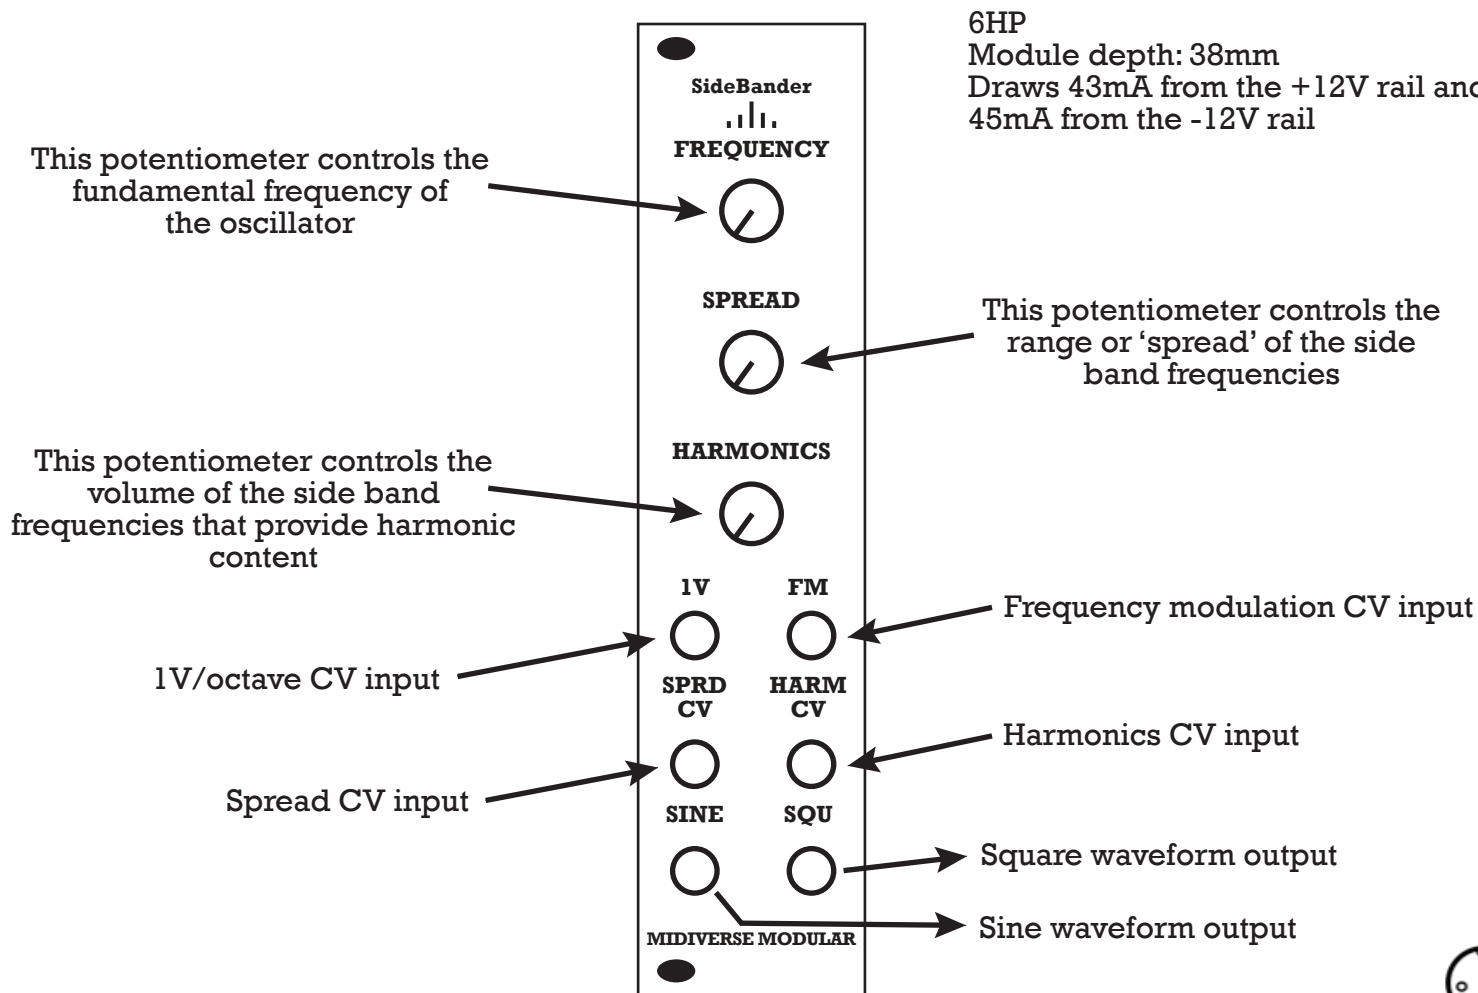 6HP
Module depth: 38mm
Draws 43mA from the +12V rail and
45mA from the -12V rail
SideBander
FREQUENCY
This potentiometer controls the
fundamental frequency of
the oscillator
SPREAD
This potentiometer controls the
range or ‘spread’ of the side
band frequencies
HARMONICS
This potentiometer controls the
volume of the side band
frequencies that provide harmonic
content
1V
FM
Frequency modulation CV input
1V/octave CV input
SPRD
CV
HARM
CV
Harmonics CV input
Spread CV input
SINE
SQU
Square waveform output
Sine waveform output
MIDIVERSE MODULAR